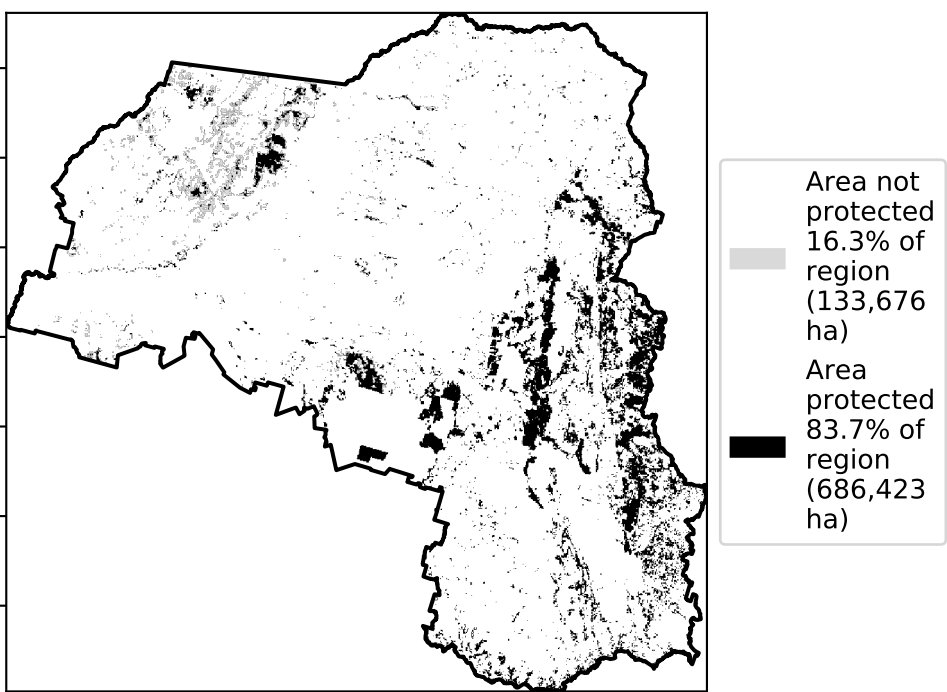 Area not
protected
16.3% of
region
(133,676
ha)
Area
protected
83.7% of
region
(686,423
ha)